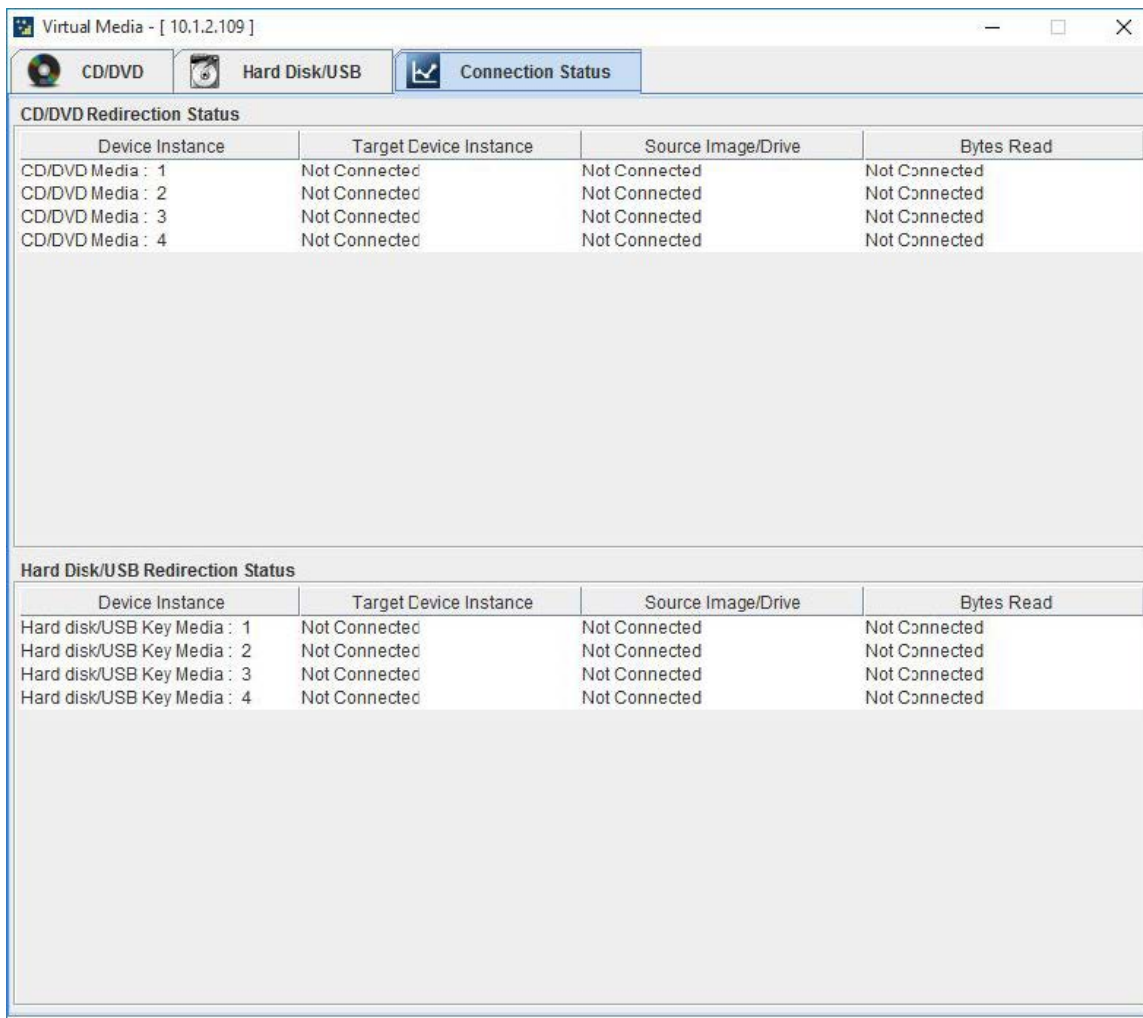 Virtual Media - [ 10.1.2.109 ]
CD/DVD Hard Disk/USB Connection Status
CD/DVD Redirection Status
Device Instance Target Device Instance Source Image/Drive Bytes Read
CD/DVD Media : 1 Not Connected Not Connected Not Connected
CD/DVD Media : 2 Not Connected Not Connected Not Connected
CD/DVD Media : 3 Not Connected Not Connected Not Connected
CD/DVD Media : 4 Not Connected Not Connected Not Connected
Hard Disk/USB Redirection Status
Device Instance Target Device Instance Source Image/Drive Bytes Read
Hard disk/USB Key Media : 1 Not Connected Not Connected Not Connected
Hard disk/USB Key Media : 2 Not Connected Not Connected Not Connected
Hard disk/USB Key Media : 3 Not Connected Not Connected Not Connected
Hard disk/USB Key Media : 4 Not Connected Not Connected Not Connected